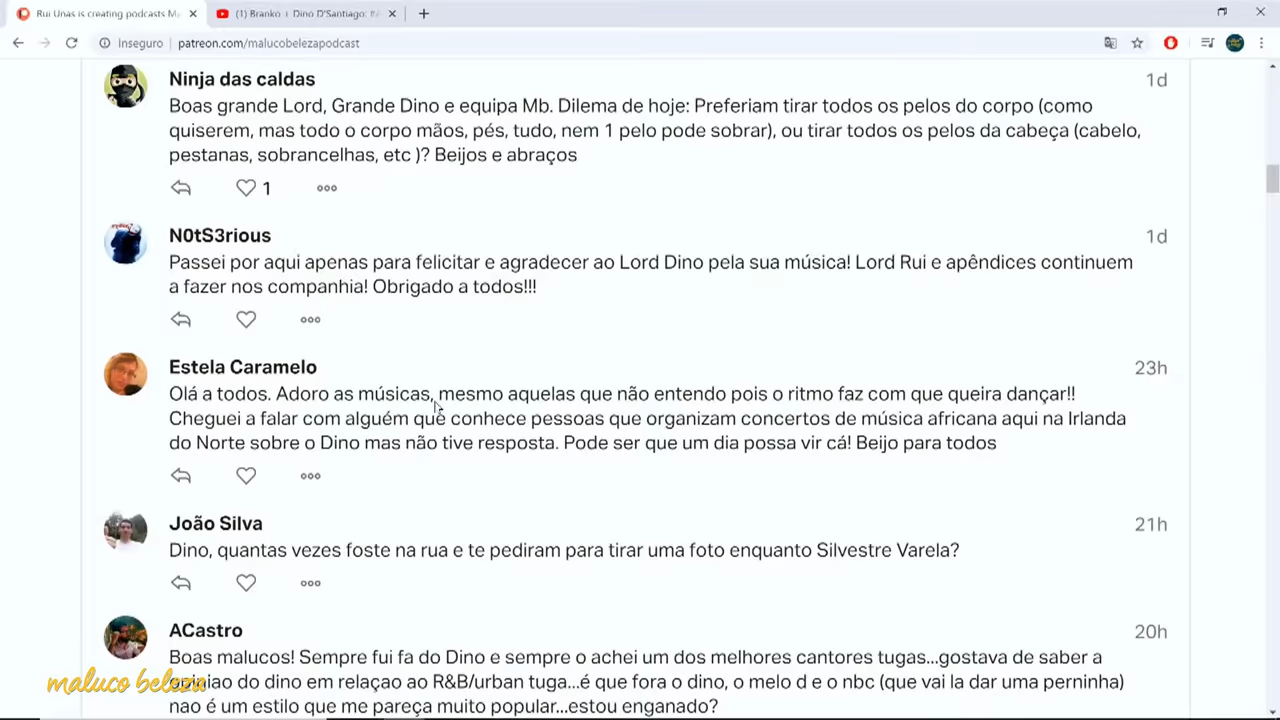 Rui Unas is creating podcasts M
(1) Branko + Dino D'Santiago:
Inseguro patreon.com/malucobelezapodcast
Ninja das caldas 1d
Boas grande Lord, Grande Dino e equipa Mb. Dilema de hoje: Preferiam tirar todos os pelos do corpo (como
quiserem, mas todo o corpo mãos, pés, tudo, nem 1 pelo pode sobrar), ou tirar todos os pelos da cabeça (cabelo,
pestanas, sobrancelhas, etc )? Beijos e abraços
1
N0tS3rious 1d
Passei por aqui apenas para felicitar e agradecer ao Lord Dino pela sua música! Lord Rui e apêndices continuem
a fazer nos companhia! Obrigado a todos!!!
Estela Caramelo 23h
Olá a todos. Adoro as músicas, mesmo aquelas que não entendo pois o ritmo faz com que queira dançar!!
Cheguei a falar com alguém que conhece pessoas que organizam concertos de música africana aqui na Irlanda
do Norte sobre o Dino mas não tive resposta. Pode ser que um dia possa vir cá! Beijo para todos
João Silva 21h
Dino, quantas vezes foste na rua e te pediram para tirar uma foto enquanto Silvestre Varela?
ACastro 20h
Boas malucos! Sempre fui fa do Dino e sempre o achei um dos melhores cantores tugas...gostava de saber a
do dino em relaçao ao R&B/urban tuga...é que fora o dino, o melo d e o nbc (que vai la dar uma perninha)
nao é um estilo que me pareça muito popular...estou enganado?
maluco beleza